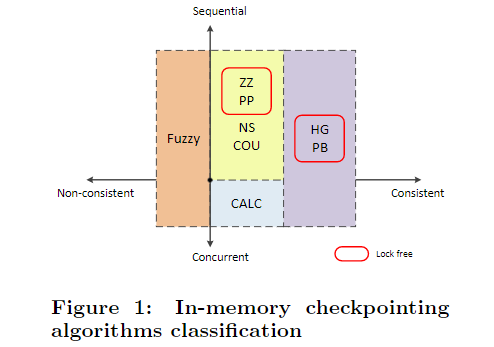 Sequential
ZZ
PP
Fuzzy
NS
COU
HG
PB
Non-consistent
Consistent
CALC
Concurrent
Lock free
Figure 1: In-memory checkpointing
algorithms classification